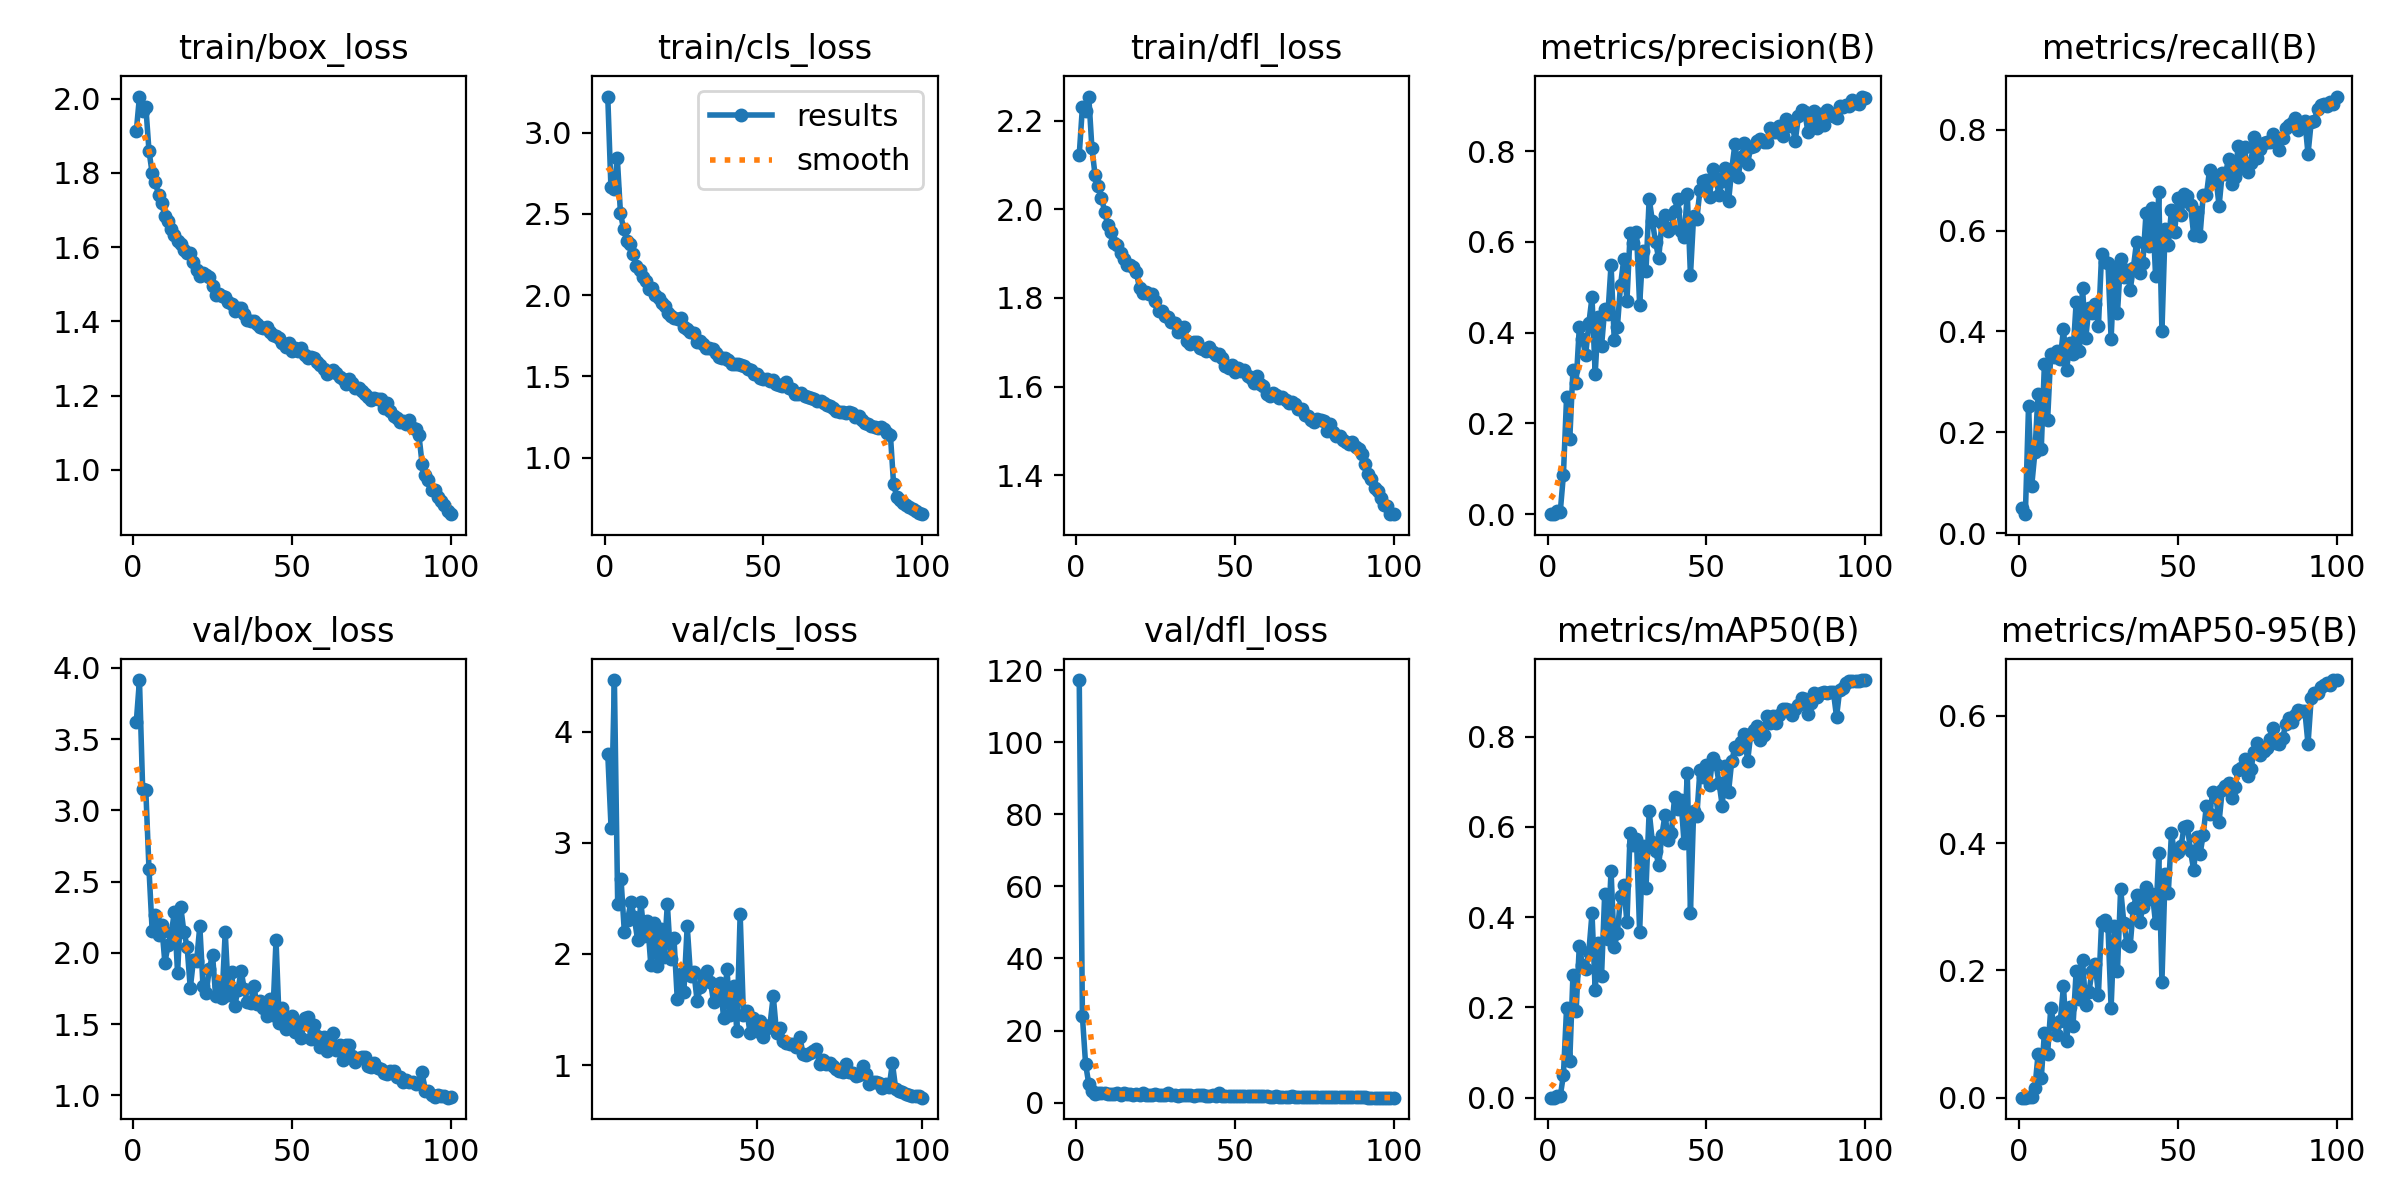 train/box_loss
train/cls_loss
train/dfl_loss
metrics/precision(B)
metrics/recall(B)
2.0
1.8
1.6
1.4
1.2
1.0
0 50 100
3.0
2.5
2.0
1.5
1.0
results
smooth
0 50 100
2.2
2.0
1.8
1.6
1.4
0 50 100
0.8
0.6
0.4
0.2
0.0
0 50 100
0.8
0.6
0.4
0.2
0.0
0 50 100
val/box_loss
val/cls_loss
val/dfl_loss
metrics/mAP50(B)
metrics/mAP50-95(B)
4.0
3.5
3.0
2.5
2.0
1.5
1.0
0 50 100
4
3
2
1
50 100
120
100
80
60
40
20
0
0 50 100
0.8
0.6
0.4
0.2
0.0
0 50 100
0.6
0.4
0.2
0.0
0 50 100